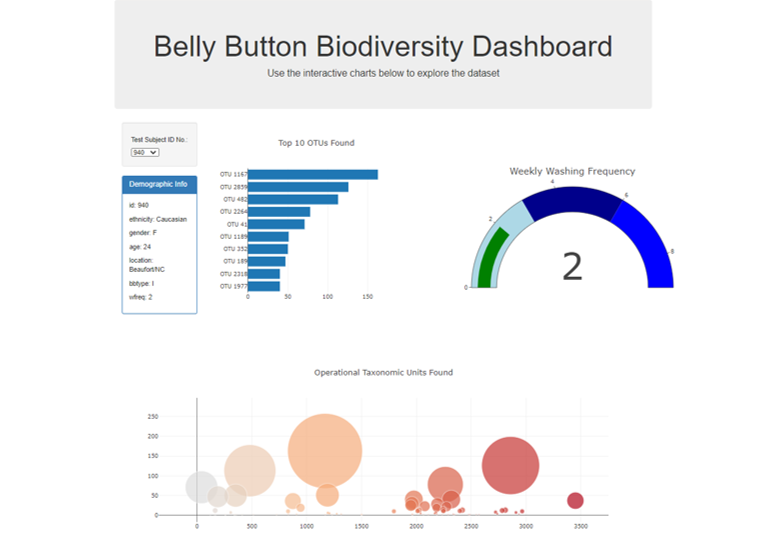 Belly Button Biodiversity Dashboard
Use the interactive charts below to explore the dataset
Test Subject ID No.:
940
Demographic Info
id: 940
ethnicity: Caucasian
gender: F
age: 24
location:
Beaufort/NC
bbtype: I
wfreq: 2
Top 10 OTUs Found
OTU 1167
OTU 2859
OTU 482
OTU 2264
OTU 41
OTU 1189
OTU 352
OTU 189
OTU 2318
OTU 1977
0 50 100 150
Weekly Washing Frequency
0
2
4
6
8
2
Operational Taxonomic Units Found
250
200
150
100
50
0
0 500 1000 1500 2000 2500 3000 3500